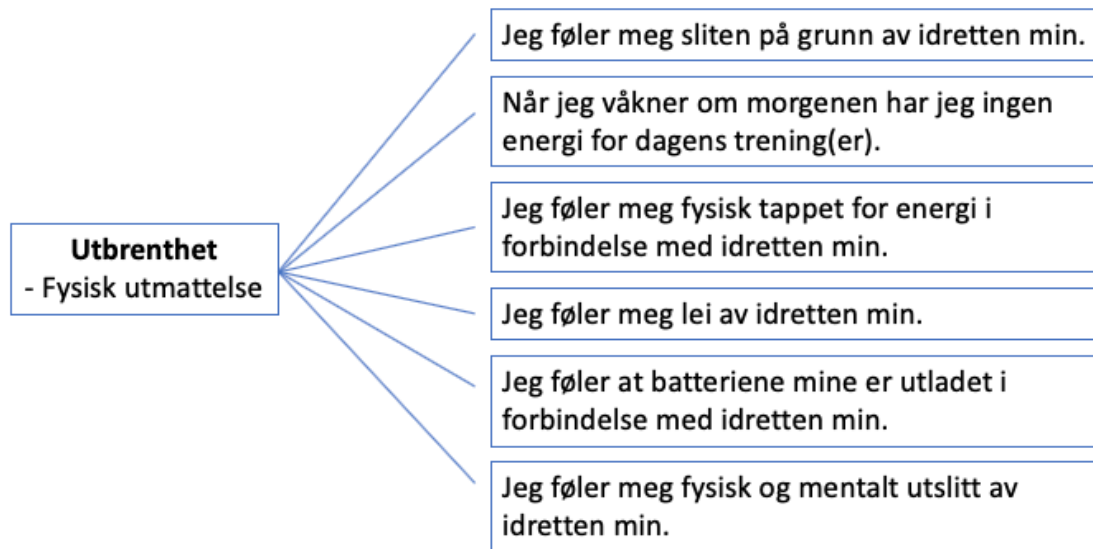 Jeg føler meg sliten på grunn av idretten min.
Når jeg våkner om morgenen har jeg ingen
energi for dagens trening(er).
Jeg føler meg fysisk tappet for energi i
forbindelse med idretten min.
Utbrenthet
- Fysisk utmattelse
Jeg føler meg lei av idretten min.
Jeg føler at batteriene mine er utladet i
forbindelse med idretten min.
Jeg føler meg fysisk og mentalt utslitt av
idretten min.